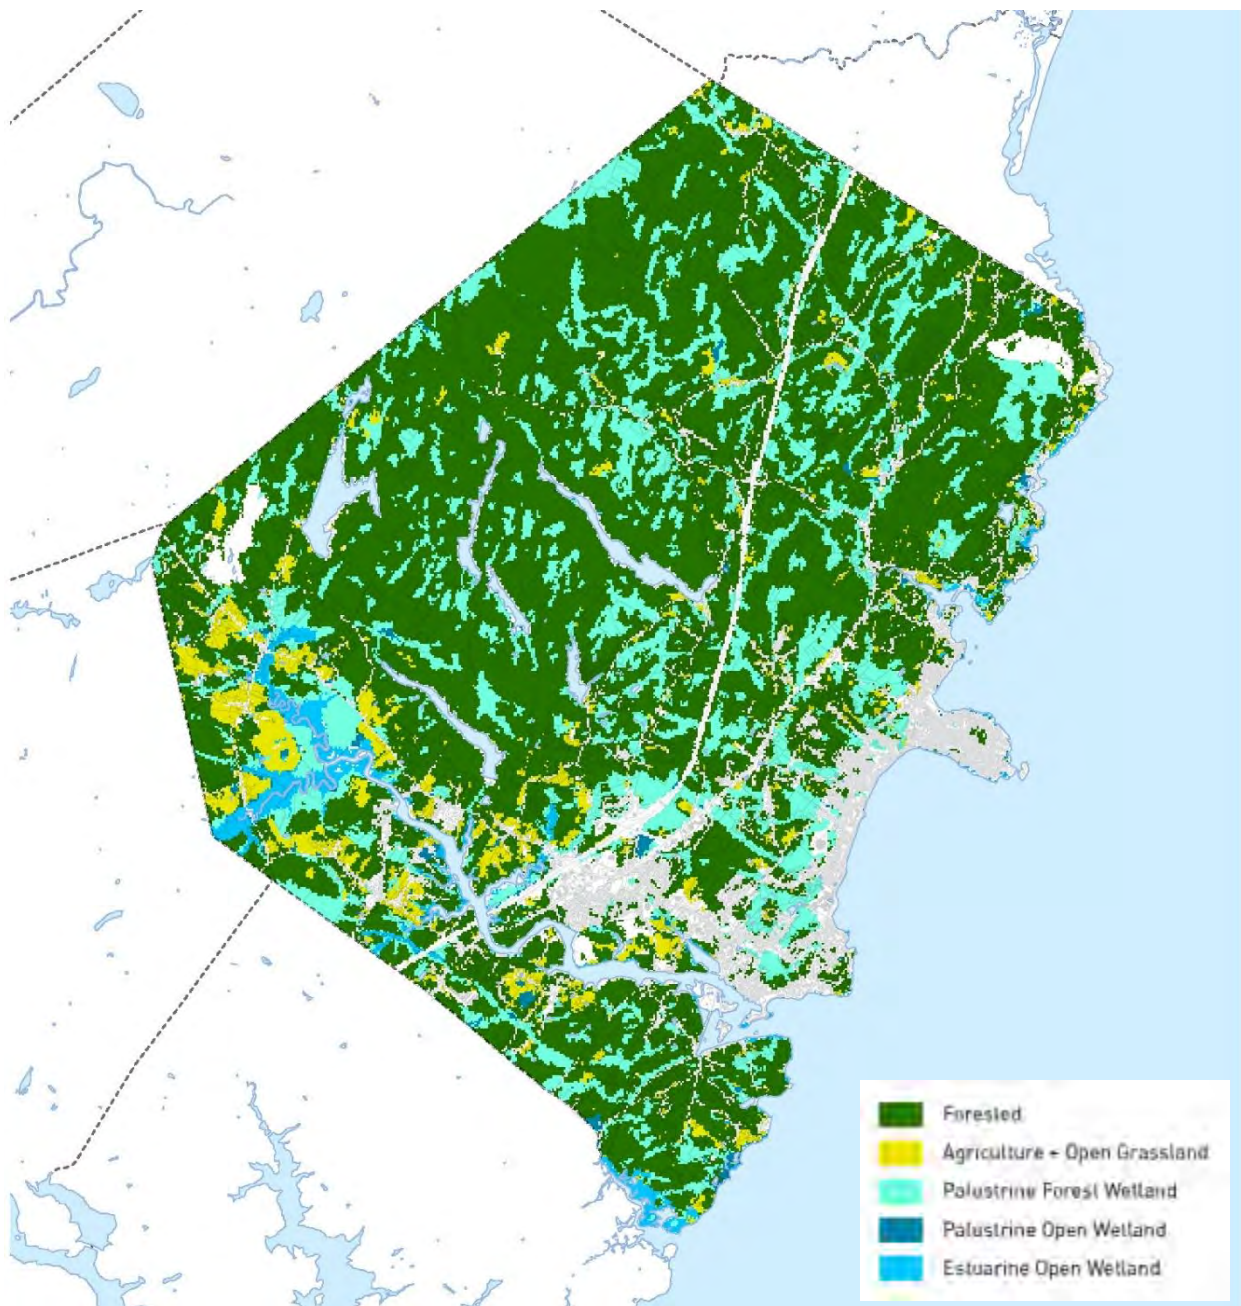 Forested
Agriculture + Open Grassland
Palustrine Forest Wetland
Palustrine Open Wetland
Estuarine Open Wetland